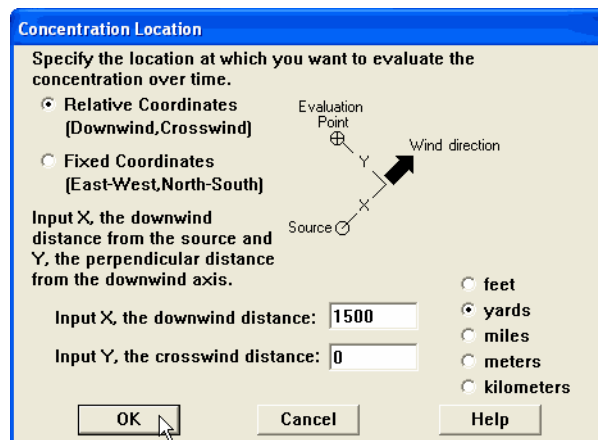 Concentration Location
Specify the location at which you want to evaluate the
concentration over time.
Relative Coordinates
(Downwind,Crosswind)
Fixed Coordinates
(East-West,North-South)
Evaluation
Point
Wind direction
Y
X
Source
Input X, the downwind
distance from the source and
Y, the perpendicular distance
from the downwind axis.
Input X, the downwind distance: 1500
Input Y, the crosswind distance: 0
feet
yards
miles
meters
kilometers
OK
Cancel
Help